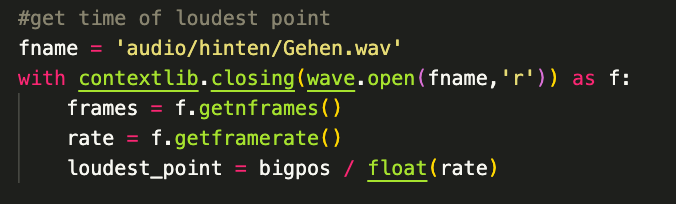 #get time of loudest point
fname = 'audio/hinten/Gehen.wav'
with contextlib.closing(wave.open(fname,'r')) as f:
    frames = f.getnframes()
    rate = f.getframerate()
    loudest_point = bigpos / float(rate)